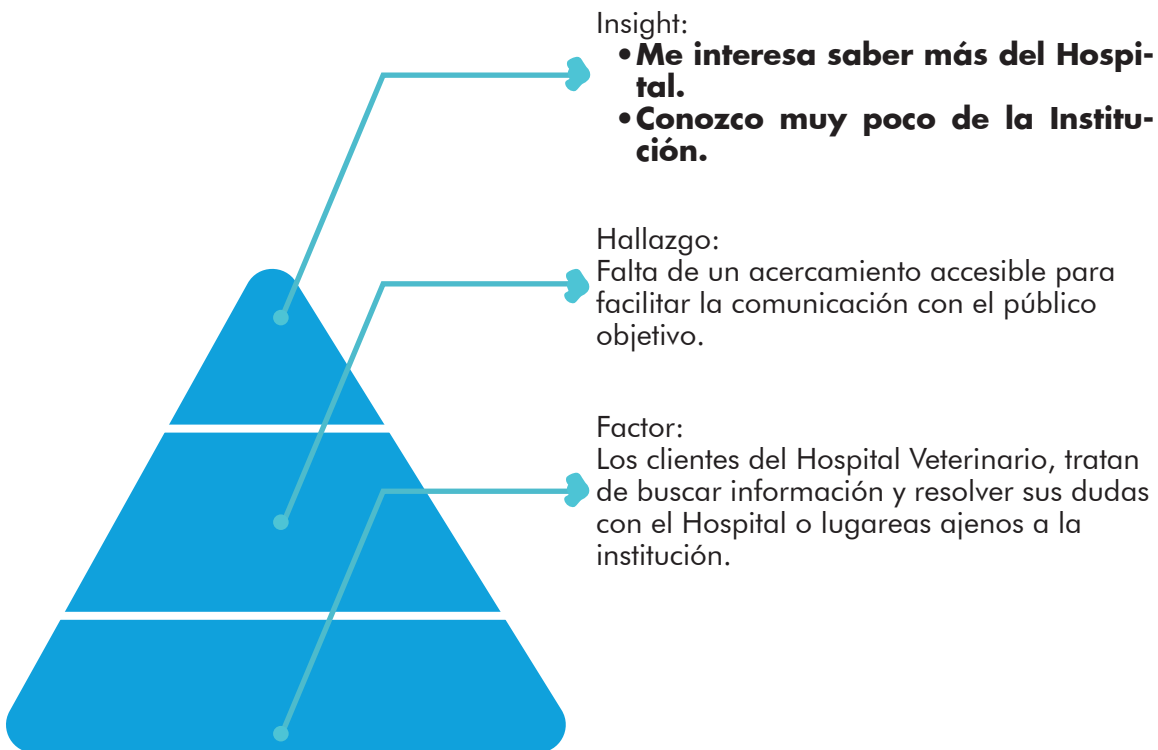 Insight:
•Me interesa saber más del Hospi-
tal.
•Conozco muy poco de la Institu-
ción.
Hallazgo:
Falta de un acercamiento accesible para
facilitar la comunicación con el público
objetivo.
Factor:
Los clientes del Hospital Veterinario, tratan
de buscar información y resolver sus dudas
con el Hospital o lugareas ajenos a la
institución.